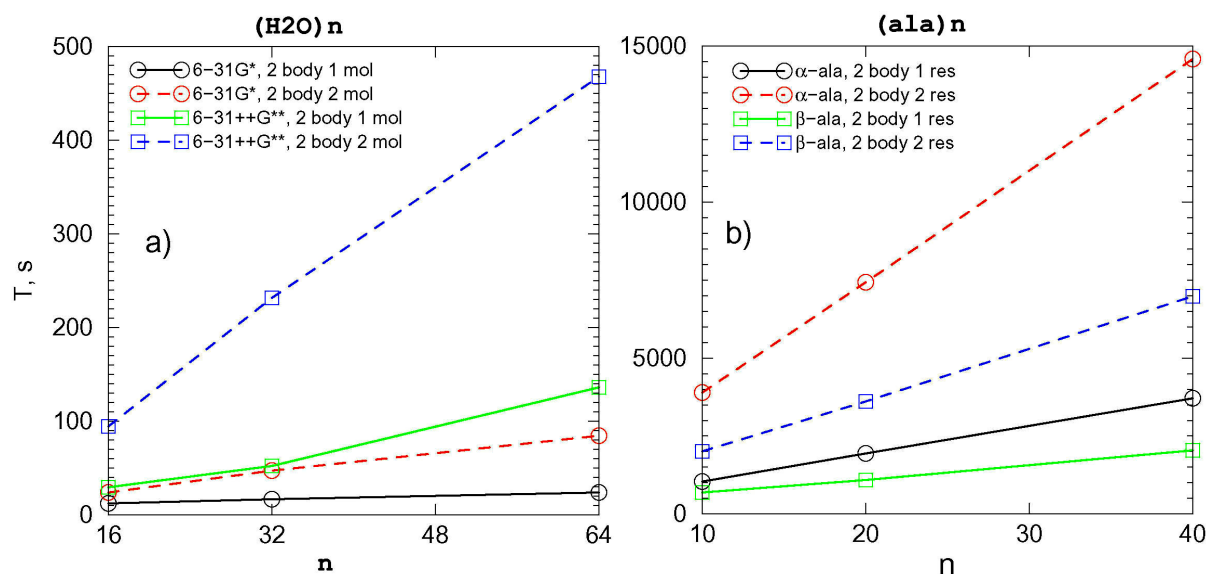 (H2O)n
500
400
300
200
100
0
T, s
6−31G*, 2 body 1 mol
6−31G*, 2 body 2 mol
6−31++G**, 2 body 1 mol
6−31++G**, 2 body 2 mol
a)
16
32
48
64
n
(ala)n
15000
10000
5000
0
α−ala, 2 body 1 res
α−ala, 2 body 2 res
β−ala, 2 body 1 res
β−ala, 2 body 2 res
b)
10
20
30
40
n